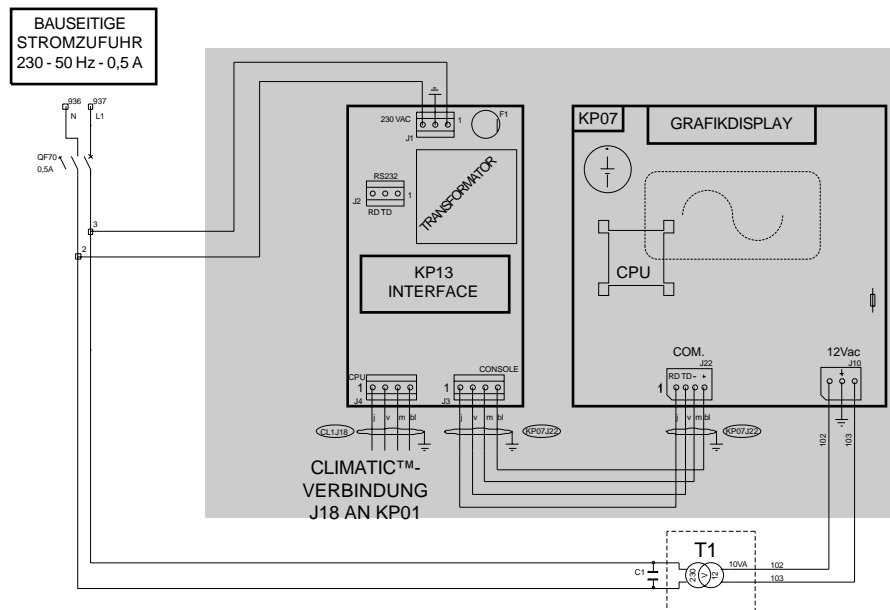 BAUSEITIGE
STROMZUFUHR
230 - 50 Hz - 0,5 A
936
937
N
L1
QF70
0,5A
3
2
230 VAC
1
F1
J1
RS232
J2
1
RD TD
TRANSFORMATOR
KP13
INTERFACE
CPU
1
J4
CONSOLE
1
J3
j
v
m
bl
j
v
m
bl
CL1J18
KP07J22
CLIMATIC™-
VERBINDUNG
J18 AN KP01
KP07
GRAFIKDISPLAY
CPU
COM.
J22
RD TD - +
1
j
v
m
bl
KP07J22
12Vac
J10
102
103
T1
C1
230
V
12
10VA
102
103